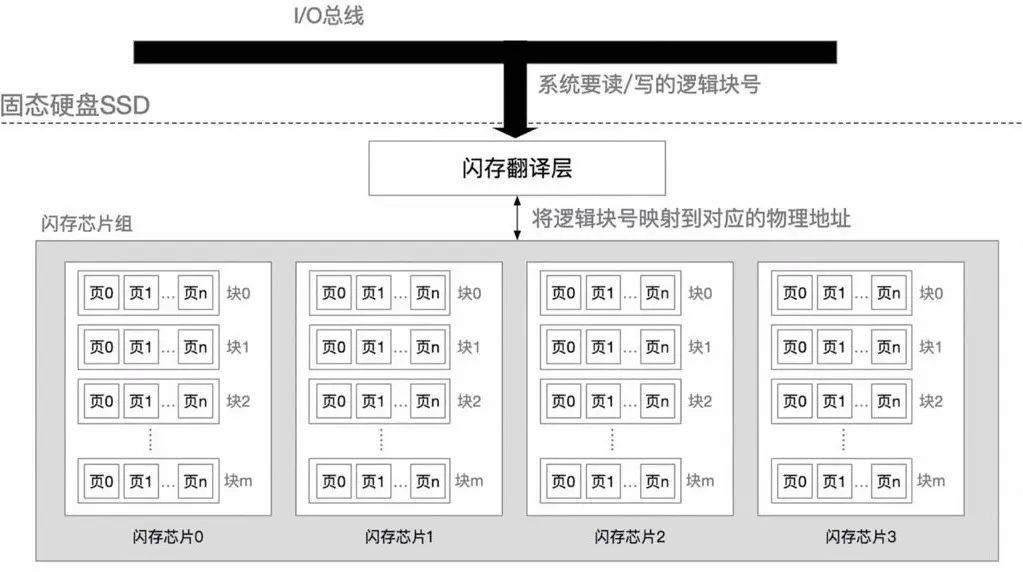 I/O总线
系统要读/写的逻辑块号
固态硬盘SSD
闪存翻译层
将逻辑块号映射到对应的物理地址
闪存芯片组
页0 页1 ... 页n 块0 页0 页1 ... 页n 块0 页0 页1 ... 页n 块0 页0 页1 ... 页n 块0
页0 页1 ... 页n 块1 页0 页1 ... 页n 块1 页0 页1 ... 页n 块1 页0 页1 ... 页n 块1
页0 页1 ... 页n 块2 页0 页1 ... 页n 块2 页0 页1 ... 页n 块2 页0 页1 ... 页n 块2
页0 页1 ... 页n 块m 页0 页1 ... 页n 块m 页0 页1 ... 页n 块m 页0 页1 ... 页n 块m
闪存芯片0 闪存芯片1 闪存芯片2 闪存芯片3